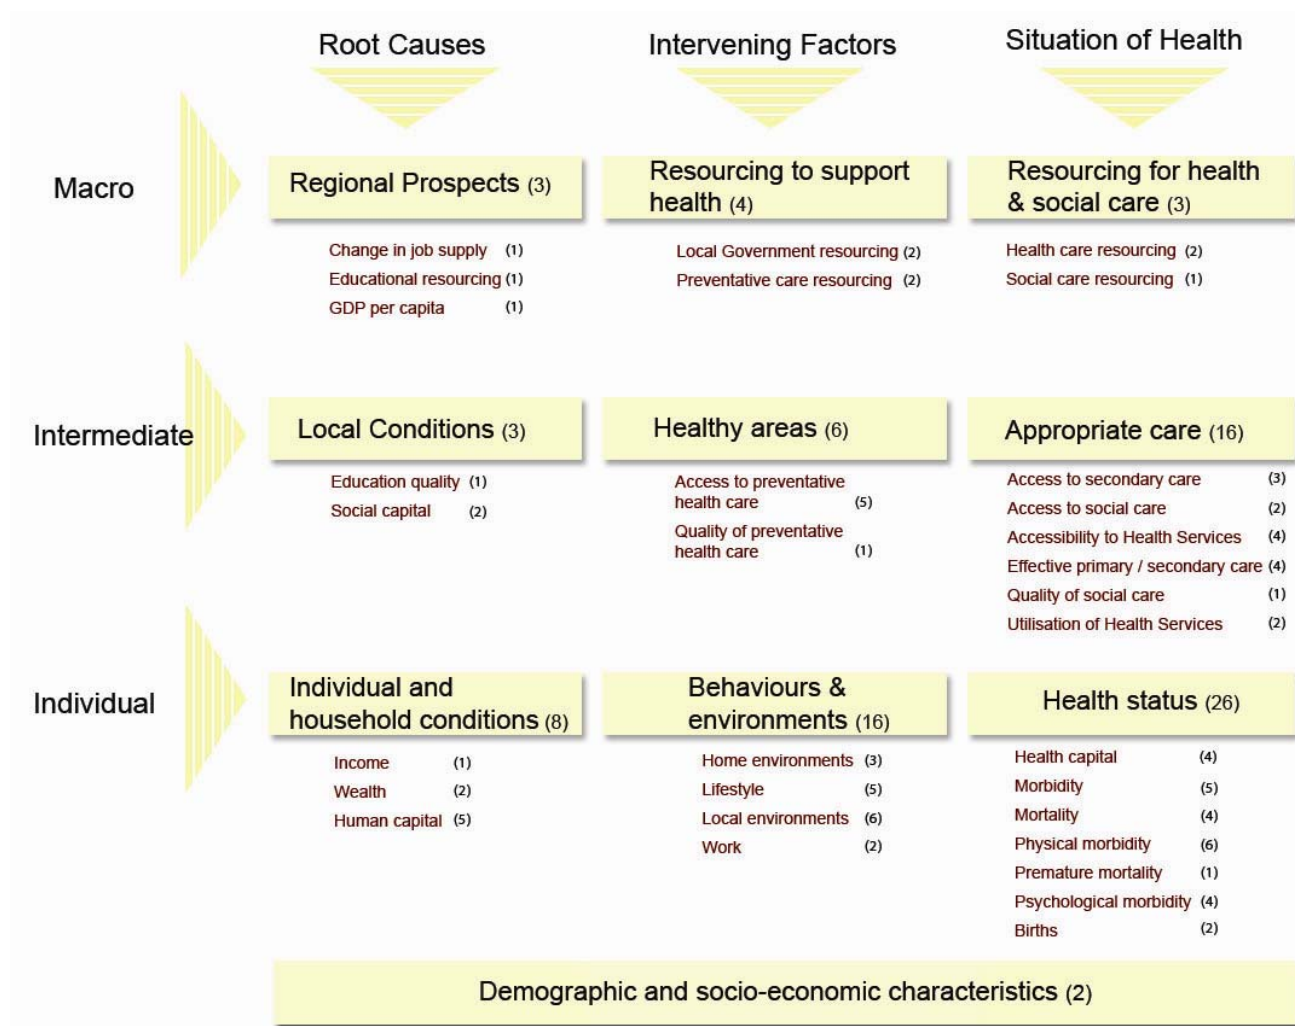 Root Causes
Intervening Factors
Situation of Health
Macro
Regional Prospects (3)
Change in job supply (1)
Educational resourcing (1)
GDP per capita (1)
Resourcing to support
health (4)
Local Government resourcing (2)
Preventative care resourcing (2)
Resourcing for health
& social care (3)
Health care resourcing (2)
Social care resourcing (1)
Intermediate
Local Conditions (3)
Education quality (1)
Social capital (2)
Healthy areas (6)
Access to preventative
health care (5)
Quality of preventative
health care (1)
Appropriate care (16)
Access to secondary care (3)
Access to social care (2)
Accessibility to Health Services (4)
Effective primary / secondary care (4)
Quality of social care (1)
Utilisation of Health Services (2)
Individual
Individual and
household conditions (8)
Income (1)
Wealth (2)
Human capital (5)
Behaviours &
environments (16)
Home environments (3)
Lifestyle (5)
Local environments (6)
Work (2)
Health status (26)
Health capital (4)
Morbidity (5)
Mortality (4)
Physical morbidity (6)
Premature mortality (1)
Psychological morbidity (4)
Births (2)
Demographic and socio-economic characteristics (2)